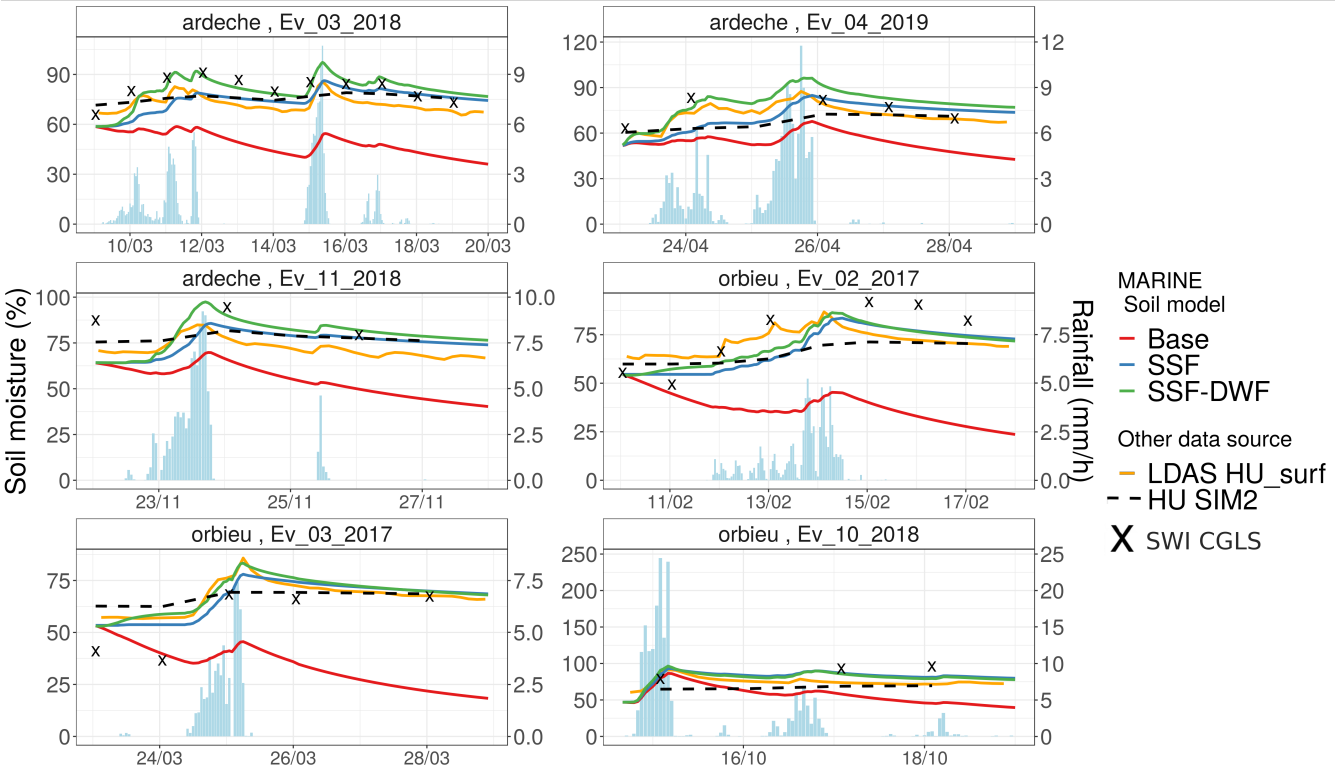 ardeche , Ev_03_2018
90
60
30
0
9
6
3
0
10/03 12/03 14/03 16/03 18/03 20/03
ardeche , Ev_04_2019
120
90
60
30
0
12
9
6
3
0
24/04 26/04 28/04
Soil moisture (%)
ardeche , Ev_11_2018
100
75
50
25
0
10.0
7.5
5.0
2.5
0.0
23/11 25/11 27/11
orbieu , Ev_02_2017
75
50
25
0
7.5
5.0
2.5
0.0
11/02 13/02 15/02 17/02
Rainfall (mm/h)
orbieu , Ev_03_2017
75
50
25
0
7.5
5.0
2.5
0.0
24/03 26/03 28/03
orbieu , Ev_10_2018
250
200
150
100
50
0
25
20
15
10
5
0
16/10 18/10
MARINE
Soil model
Base
SSF
SSF-DWF
Other data source
LDAS HU_surf
HU SIM2
X SWI CGLS